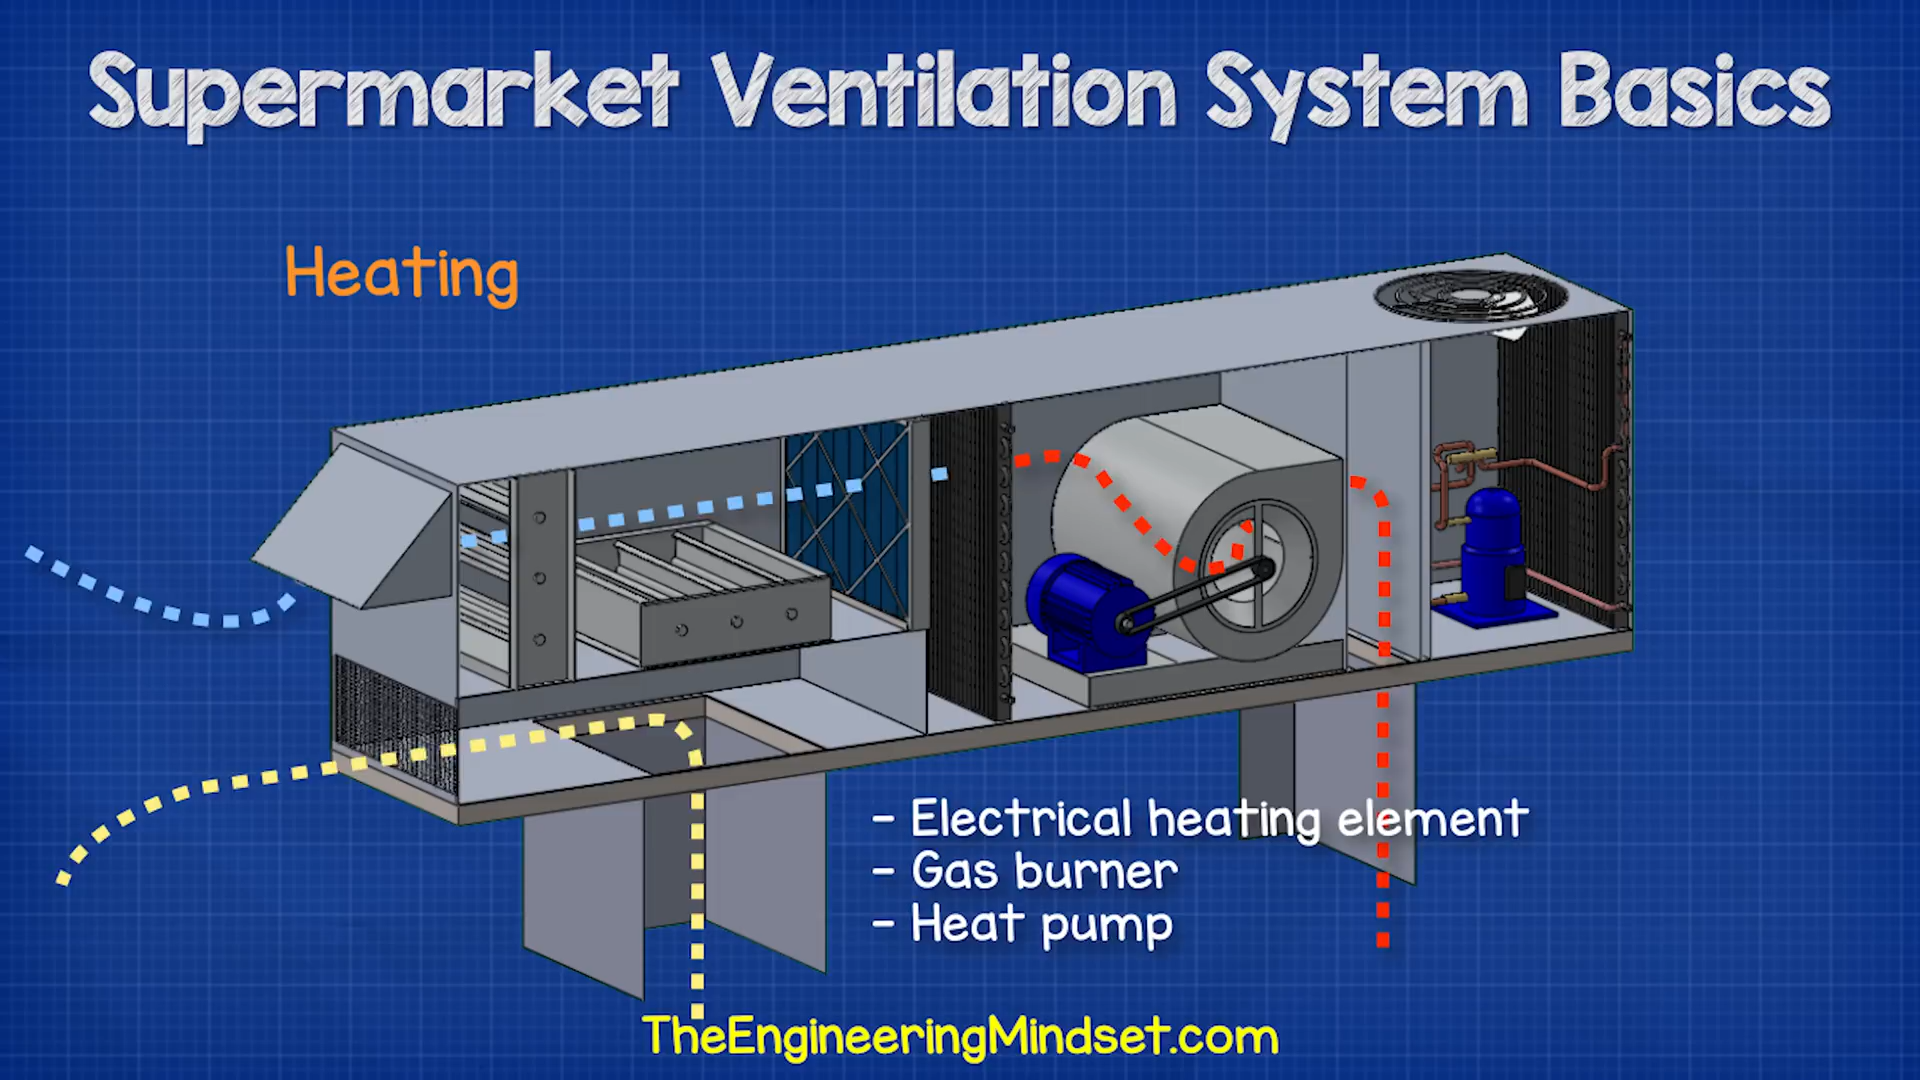 Supermarket Ventilation System Basics
Heating
- Electrical heating element
- Gas burner
- Heat pump
TheEngineeringMindset.com